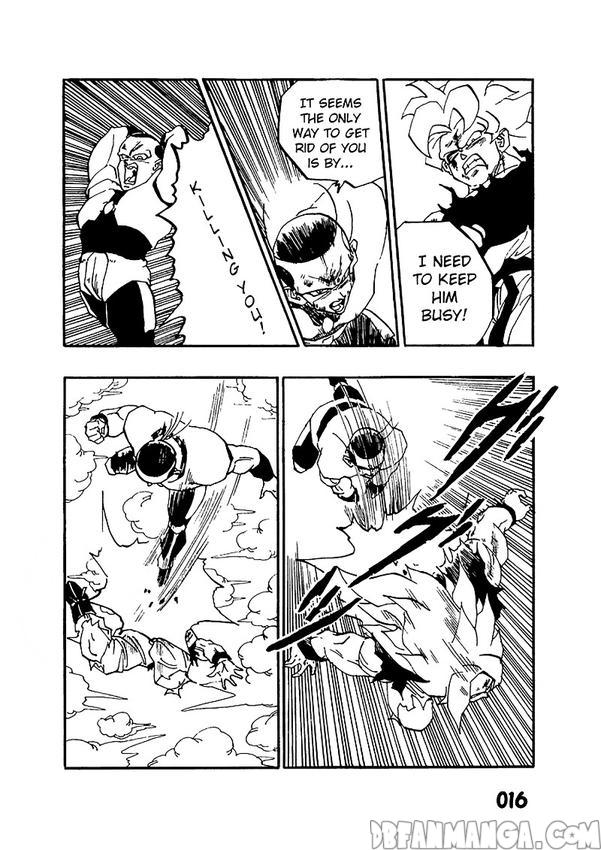 I NEED
TO KEEP
HIM
BUSY!
IT SEEMS
THE ONLY
WAY TO GET
RID OF YOU
IS BY...
KILLING YOU!
016
DBFANMANGA.COM